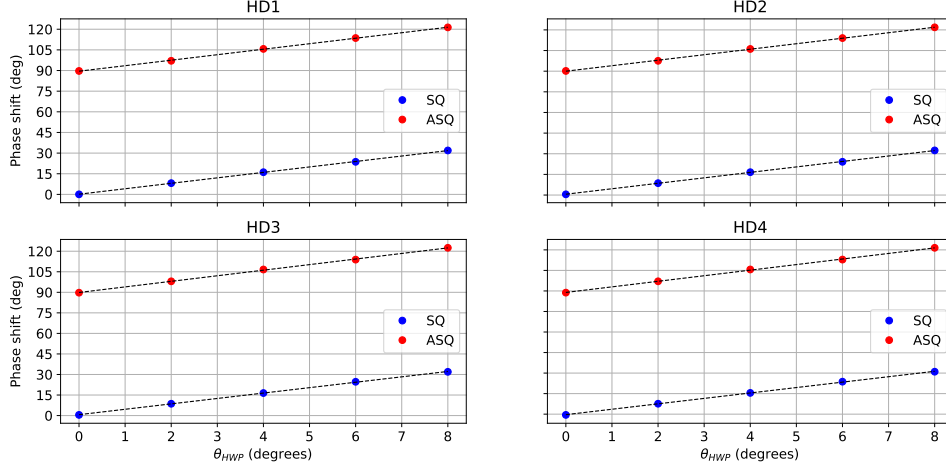 HD1
HD2
120
105
90
75
60
45
30
15
0
Phase shift (deg)
SQ
ASQ
SQ
ASQ
HD3
HD4
120
105
90
75
60
45
30
15
0
Phase shift (deg)
SQ
ASQ
SQ
ASQ
0 1 2 3 4 5 6 7 8
0 1 2 3 4 5 6 7 8
θHWP (degrees)
θHWP (degrees)